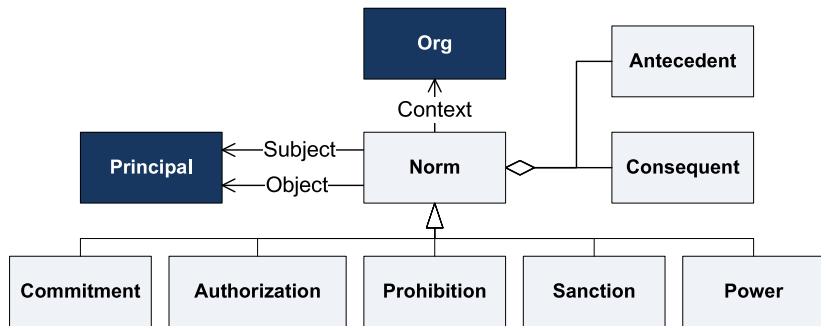 Org
Antecedent
Context
Subject
Principal
Norm
Consequent
Object
Commitment
Authorization
Prohibition
Sanction
Power